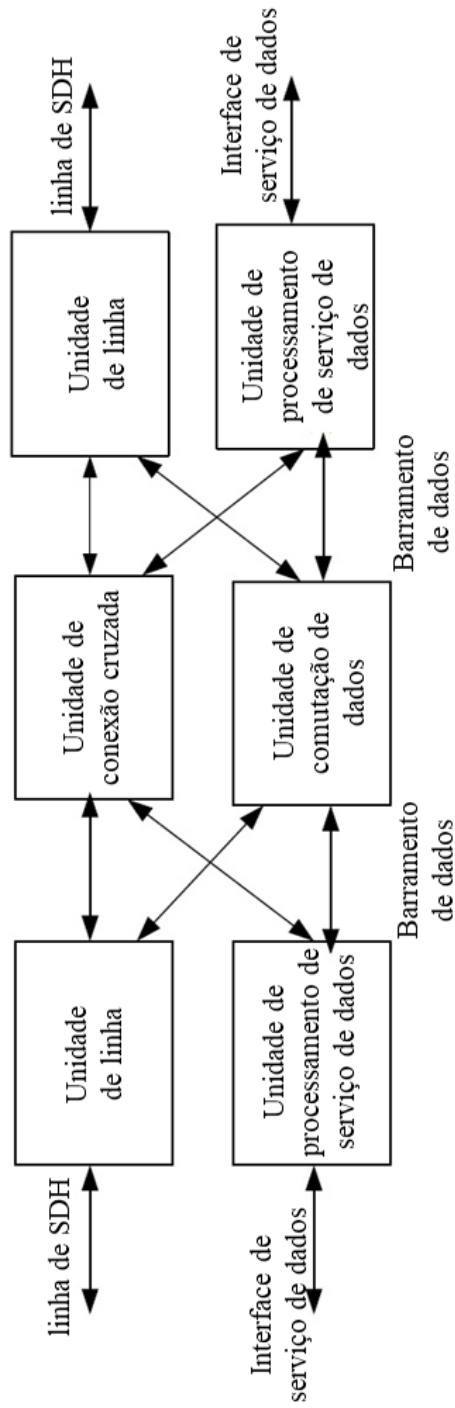 linha de SDH
Unidade
de linha
Unidade de
conexão cruzada
Unidade
de linha
linha de SDH
Interface de
serviço de dados
Unidade de
processamento de
serviço de dados
Barramento
de dados
Unidade de
comutação de
dados
Barramento
de dados
Unidade de
processamento
de serviço de
dados
Interface de
serviço de dados